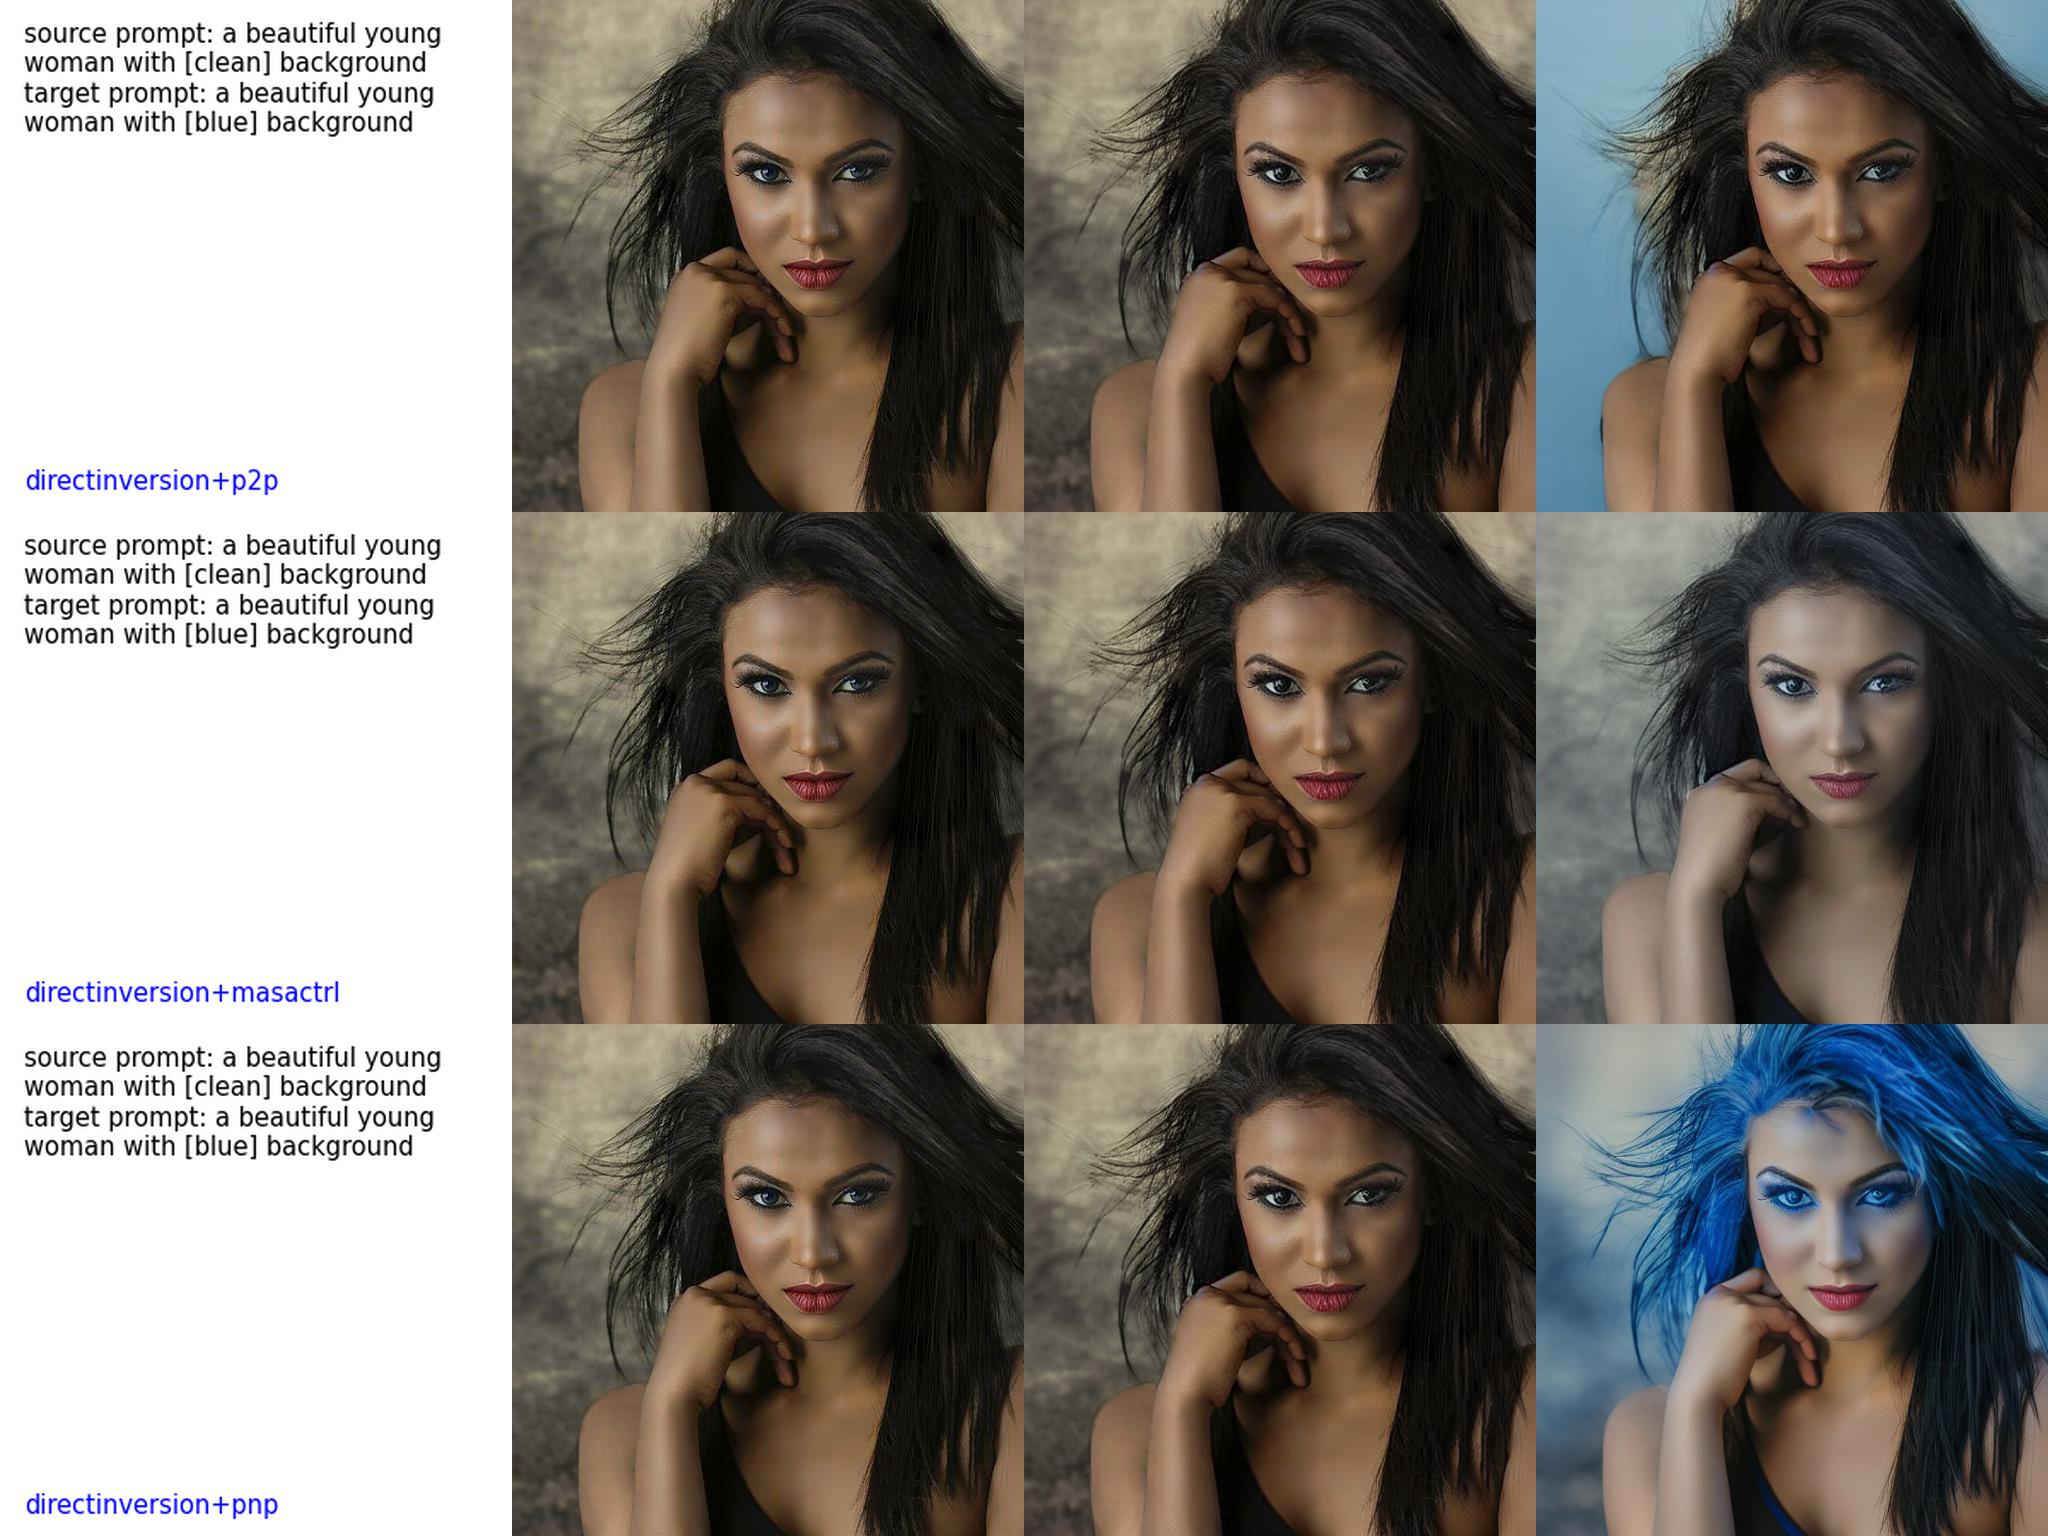 source prompt: a beautiful young
woman with [clean] background
target prompt: a beautiful young
woman with [blue] background
directinversion+p2p
source prompt: a beautiful young
woman with [clean] background
target prompt: a beautiful young
woman with [blue] background
directinversion+masactrl
source prompt: a beautiful young
woman with [clean] background
target prompt: a beautiful young
woman with [blue] background
directinversion+pnp